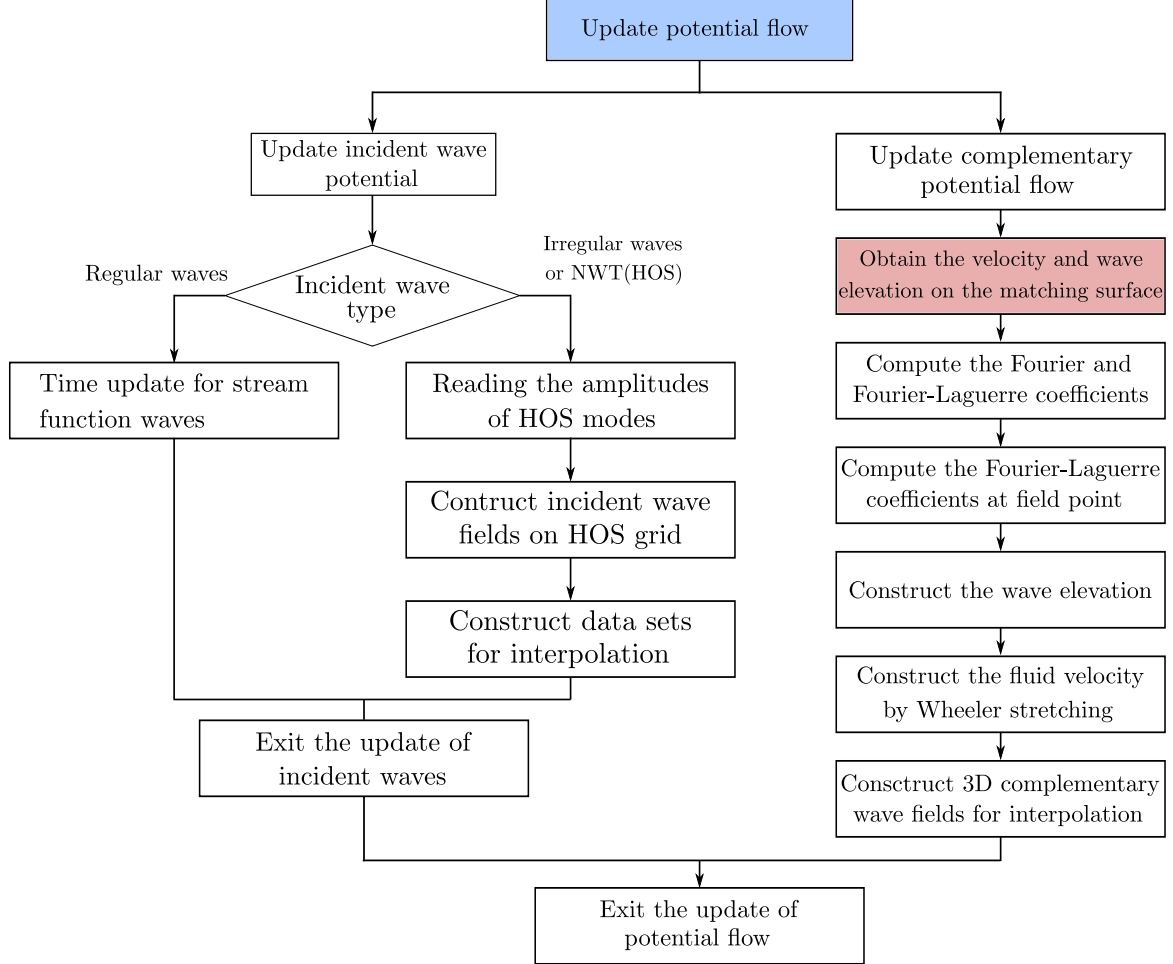 Update potential flow
Update incident wave
potential
Update complementary
potential flow
Regular waves
Irregular waves
or NWT(HOS)
Incident wave
type
Obtain the velocity and wave
elevation on the matching surface
Time update for stream
function waves
Reading the amplitudes
of HOS modes
Compute the Fourier and
Fourier-Laguerre coefficients
Contruct incident wave
fields on HOS grid
Compute the Fourier-Laguerre
coefficients at field point
Construct data sets
for interpolation
Construct the wave elevation
Construct the fluid velocity
by Wheeler stretching
Exit the update of
incident waves
Consctruct 3D complementary
wave fields for interpolation
Exit the update of
potential flow